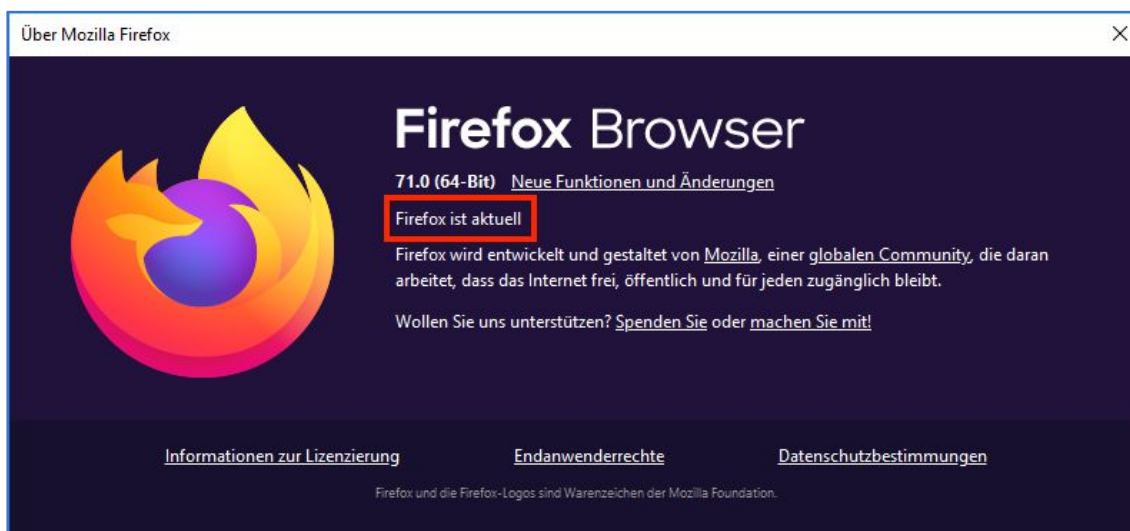 Über Mozilla Firefox
Firefox Browser
71.0 (64-Bit) Neue Funktionen und Änderungen
Firefox ist aktuell
Firefox wird entwickelt und gestaltet von Mozilla, einer globalen Community, die daran
arbeitet, dass das Internet frei, öffentlich und für jeden zugänglich bleibt.
Wollen Sie uns unterstützen? Spenden Sie oder machen Sie mit!
Informationen zur Lizenzierung Endanwenderrechte Datenschutzbestimmungen
Firefox und die Firefox-Logos sind Warenzeichen der Mozilla Foundation.